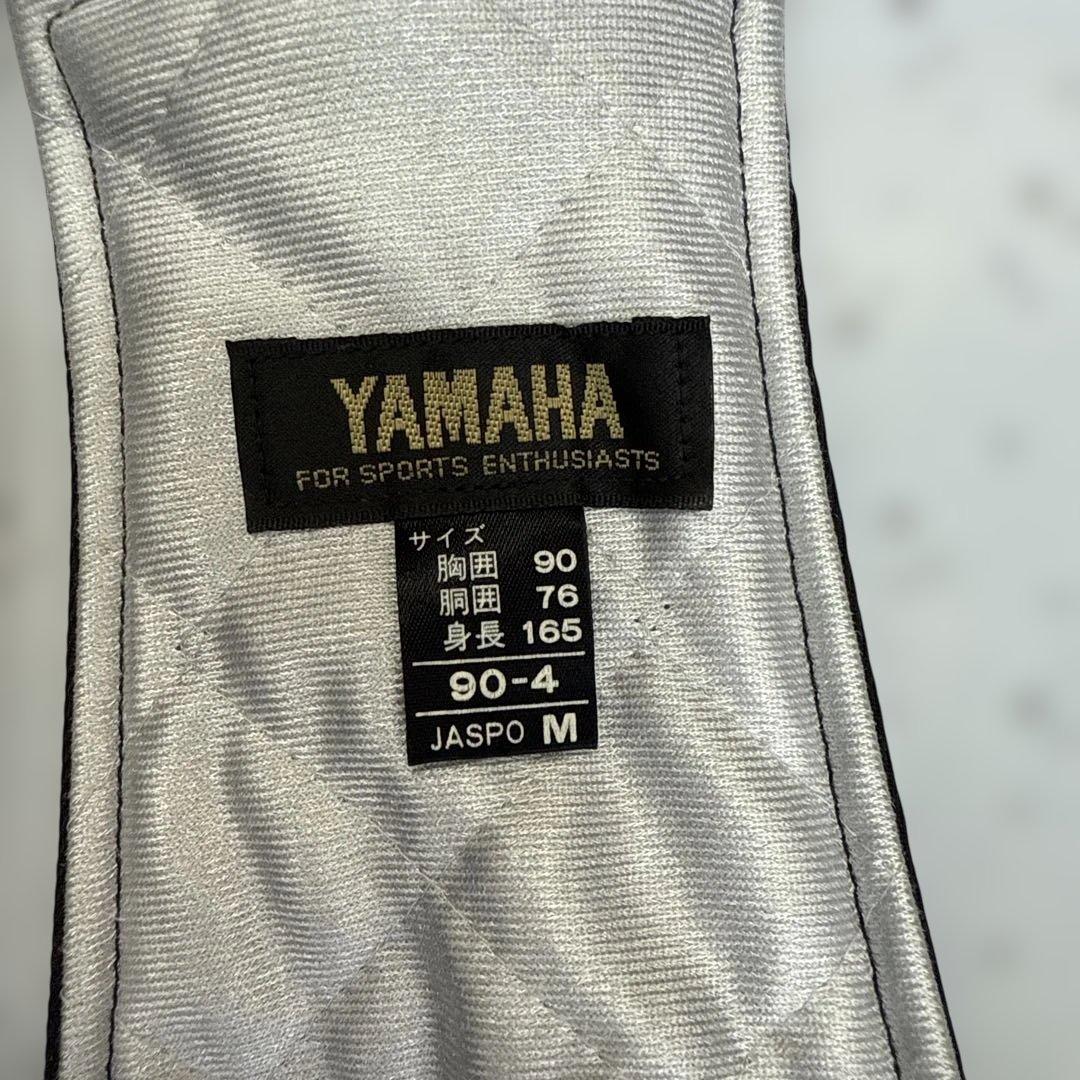 YAMAHA
FOR SPORTS ENTHUSIASTS
サイズ
胸囲 90
胴囲 76
身長 165
90-4
JASPO M